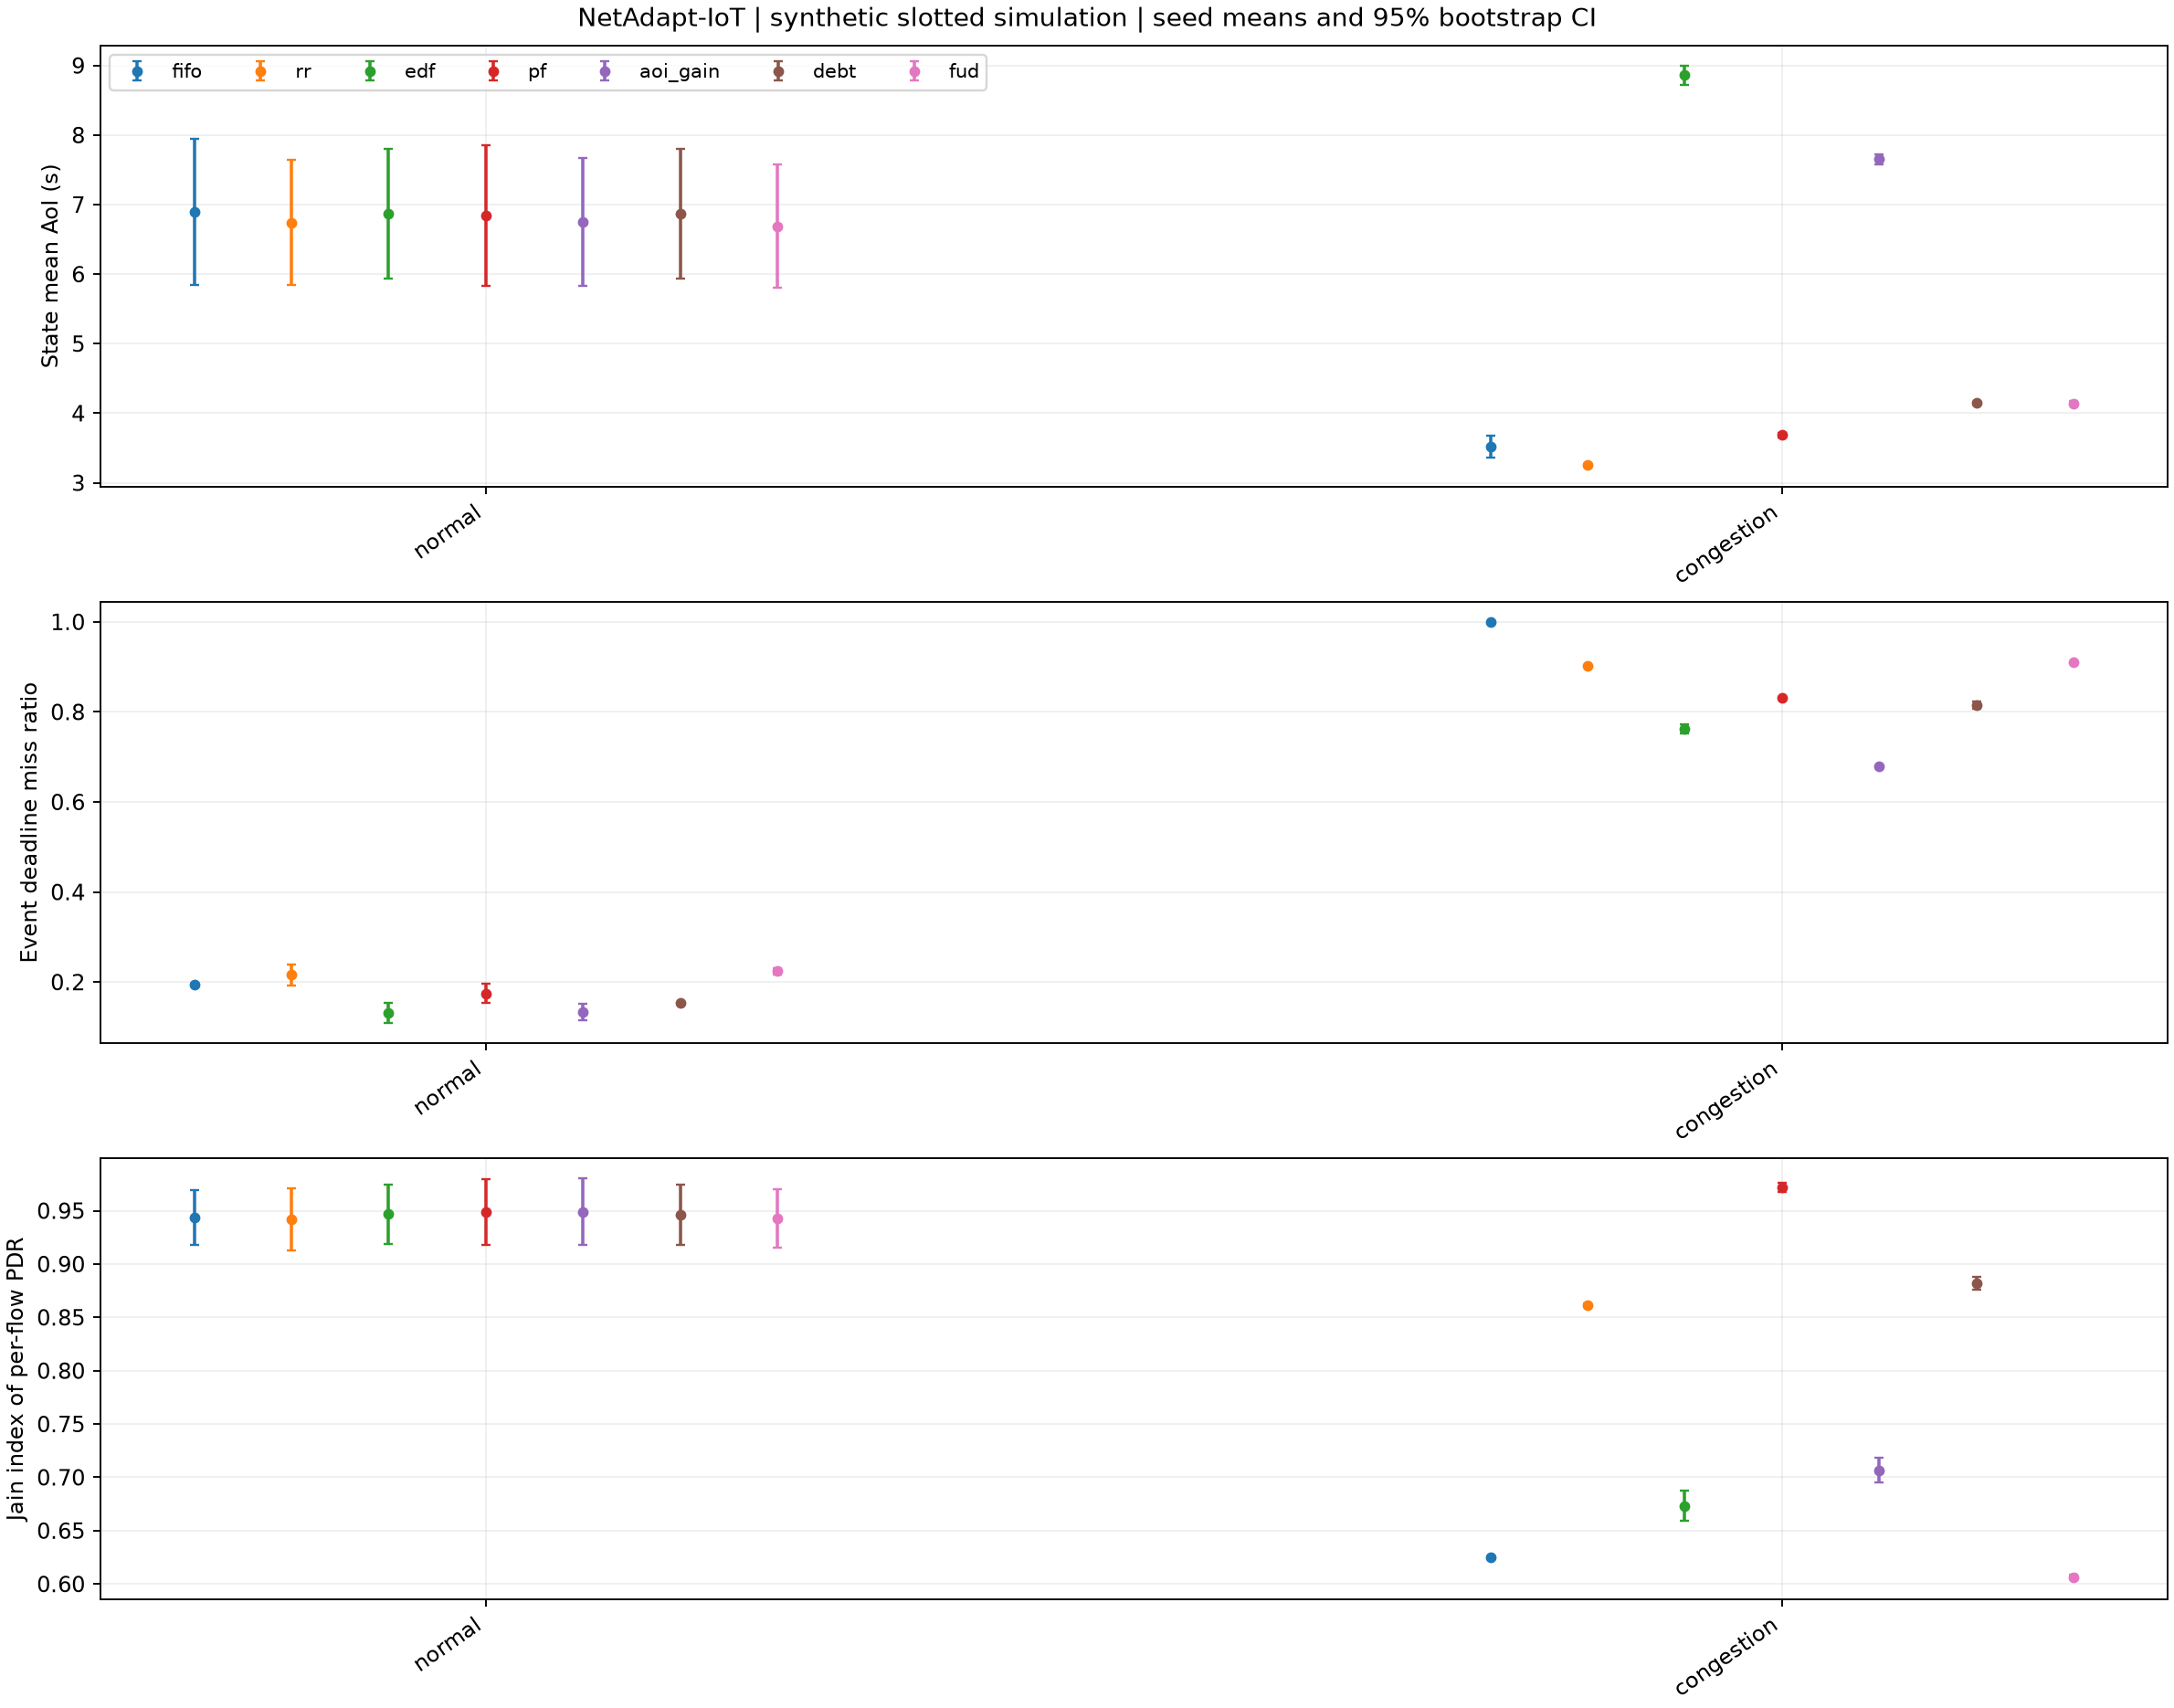 NetAdapt-IoT | synthetic slotted simulation | seed means and 95% bootstrap CI
fifo rr edf pf aoi_gain debt fud
State mean AoI (s)
9
8
7
6
5
4
3
normal congestion
Event deadline miss ratio
1.0
0.8
0.6
0.4
0.2
normal congestion
Jain index of per-flow PDR
0.95
0.90
0.85
0.80
0.75
0.70
0.65
0.60
normal congestion